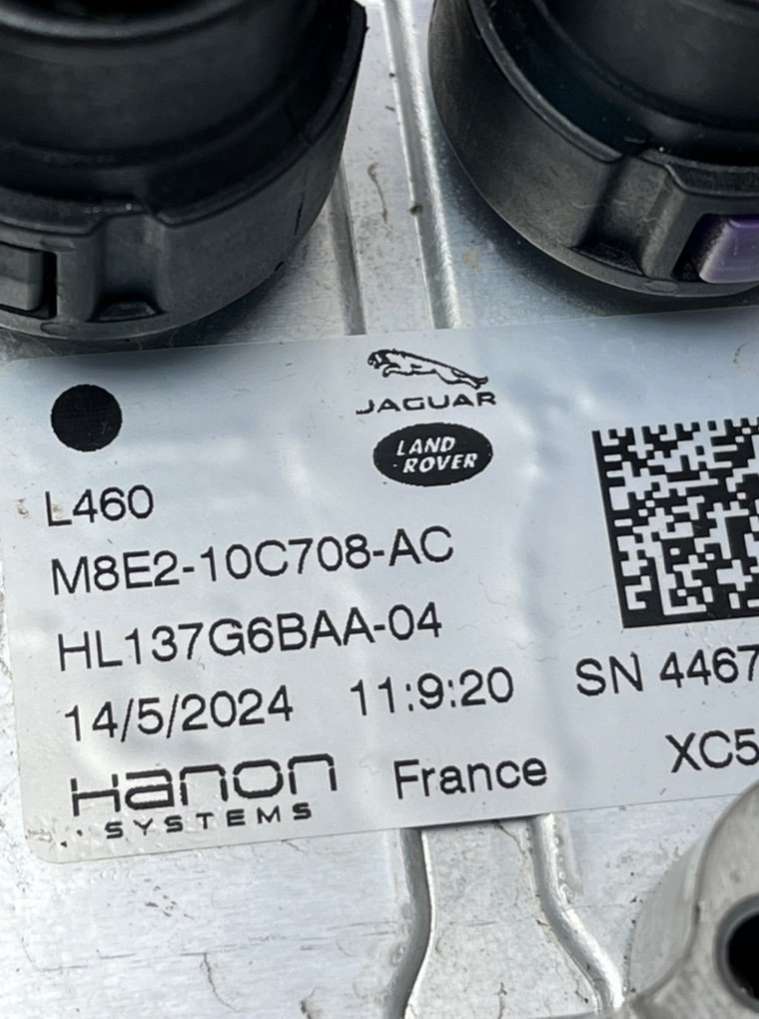 JAGUAR
LAND
ROVER
L460
M8E2-10C708-AC
HL137G6BAA-04
14/5/2024 11:9:20 SN 4467
Hanon France XC5
SYSTEMS